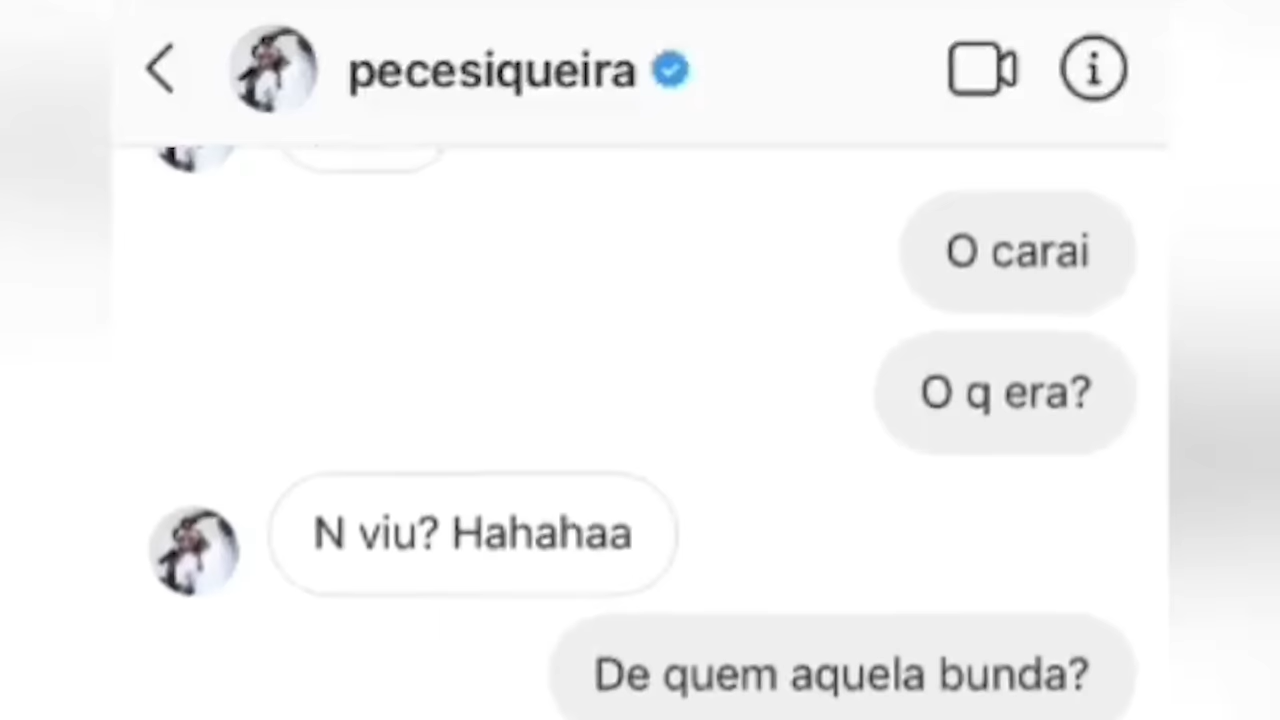 pecesiqueira
O carai
O q era?
N viu? Hahahaa
De quem aquela bunda?